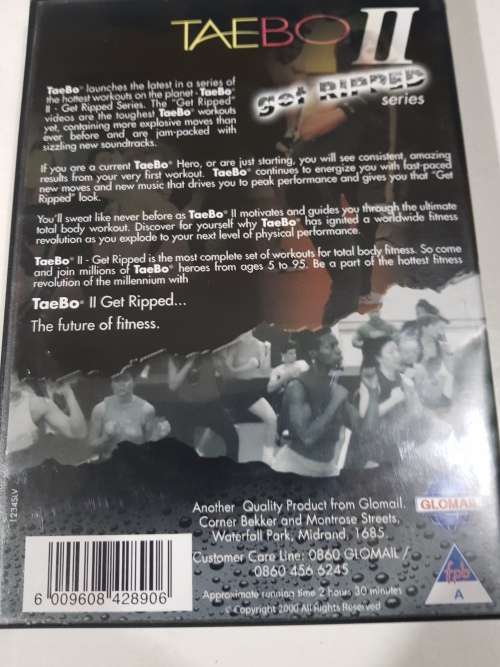 TAEBO II
got RIPPED
series
TaeBo® launches the latest in a series of
the hottest workouts on the planet - TaeBo®
II - Get Ripped Series. The "Get Ripped"
videos are the toughest TaeBo® workouts
yet, containing more explosive moves than
ever before and are jam-packed with
sizzling new soundtracks.
If you are a current TaeBo® Hero, or are just starting, you will see consistent, amazing
results from your very first workout. TaeBo® continues to energize you with fast-paced
new moves and new music that drives you to peak performance and gives you that "Get
Ripped" look.
You'll sweat like never before as TaeBo® II motivates and guides you through the ultimate
total body workout. Discover for yourself why TaeBo® has ignited a worldwide fitness
revolution as you explode to your next level of physical performance.
TaeBo® II - Get Ripped is the most complete set of workouts for total body fitness. So come
and join millions of TaeBo® heroes from ages 5 to 95. Be a part of the hottest fitness
revolution of the millennium with
TaeBo® II Get Ripped...
The future of fitness.
1234SLV
Another Quality Product from Glomail.
Corner Bekker and Montrose Streets,
Waterfall Park, Midrand, 1685.
Customer Care Line: 0860 GLOMAIL /
0860 456 6245
Approximate running time 2 hours 30 minutes
Copyright 2000 All Rights Reserved
GLOMAIL
fpb
A
6 009608 428906